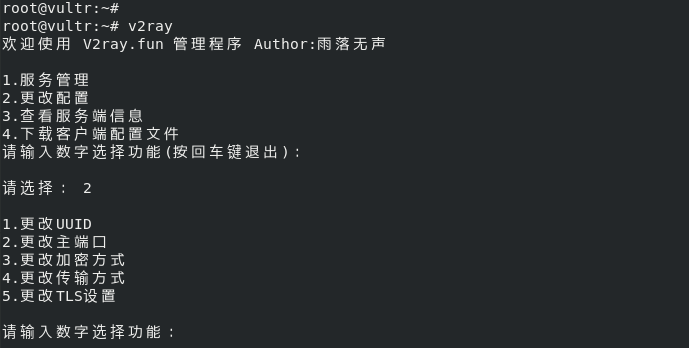 root@vultr:~#
root@vultr:~# v2ray
欢迎使用 V2ray.fun 管理程序 Author:雨落无声
1.服务管理
2.更改配置
3.查看服务端信息
4.下载客户端配置文件
请输入数字选择功能(按回车键退出)：
请选择： 2
1.更改UUID
2.更改主端口
3.更改加密方式
4.更改传输方式
5.更改TLS设置
请输入数字选择功能：